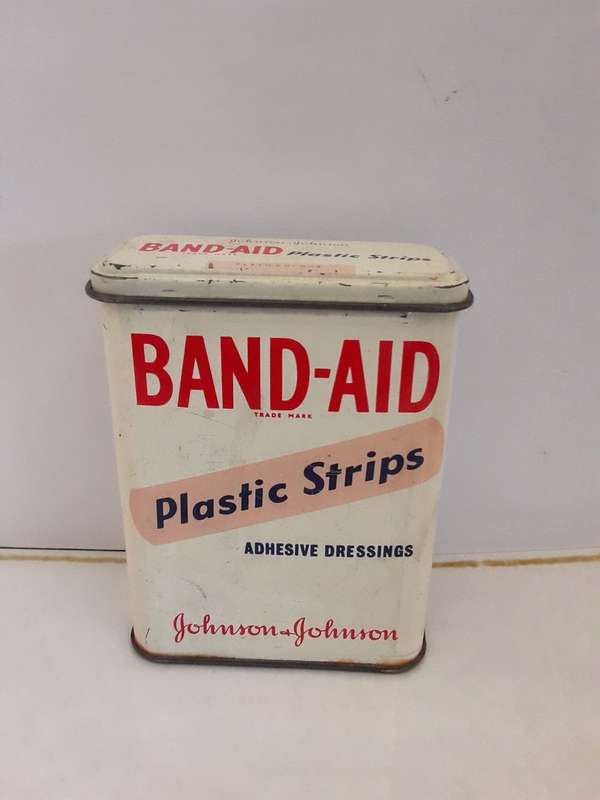 Johnson & Johnson
BAND-AID Plastic Strips
BAND-AID
TRADE MARK
Plastic Strips
ADHESIVE DRESSINGS
Johnson & Johnson